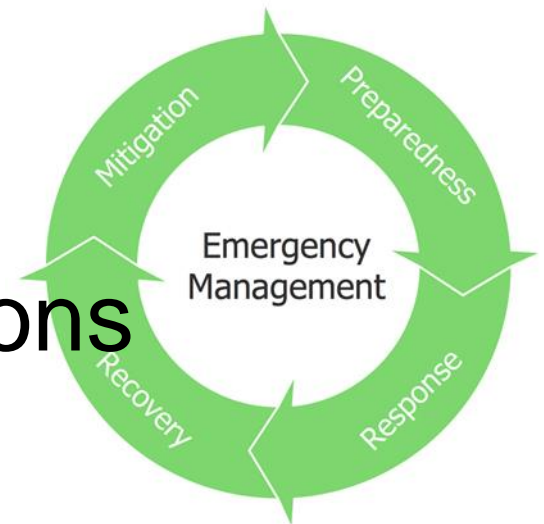 Mitigation
Preparedness
Emergency
Management
ons
Recovery
Response